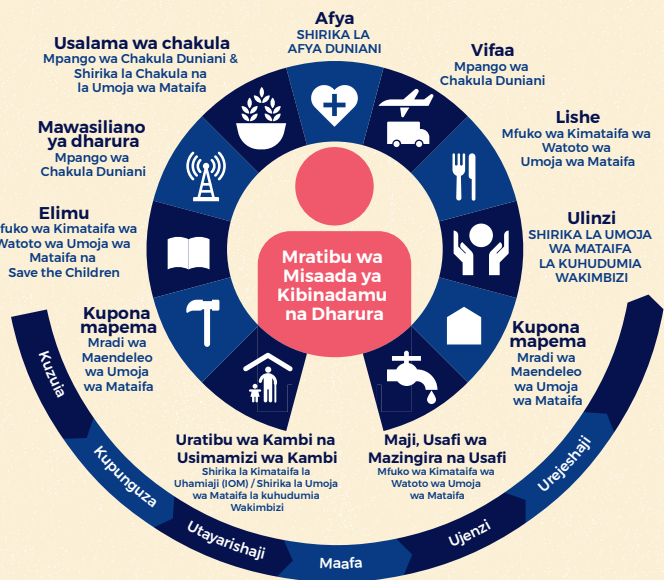 Afya
SHIRIKA LA
AFYA DUNIANI
Vifaa
Mpango wa
Chakula Duniani
Lishe
Mfuko wa Kimataifa wa
Watoto wa
Umoja wa Mataifa
Ulinzi
SHIRIKA LA UMOJA
WA MATAIFA
LA KUHUDUMIA
WAKIMBIZI
Kupona
mapema
Mradi wa
Maendeleo
wa Umoja
wa Mataifa
Maji, Usafi wa
Mazingira na Usafi
Mfuko wa Kimataifa wa
Watoto wa Umoja
wa Mataifa
Uratibu wa Kambi na
Usimamizi wa Kambi
Shirika la Kimataifa la
Uhamiaji (IOM) / Shirika la Umoja
wa Mataifa la kuhudumia
Wakimbizi
Kupona
mapema
Mradi wa
Maendeleo
wa Umoja
wa Mataifa
Elimu
fuko wa Kimataifa wa
Watoto wa Umoja wa
Mataifa na
Save the Children
Mawasiliano
ya dharura
Mpango wa
Chakula Duniani
Usalama wa chakula
Mpango wa Chakula Duniani &
Shirika la Chakula na
la Umoja wa Mataifa
Mratibu wa
Misaada ya
Kibinadamu
na Dharura
Kuzuia
Kupunguza
Utayarishaji
Maafa
Ujenzi
Urejeshaji